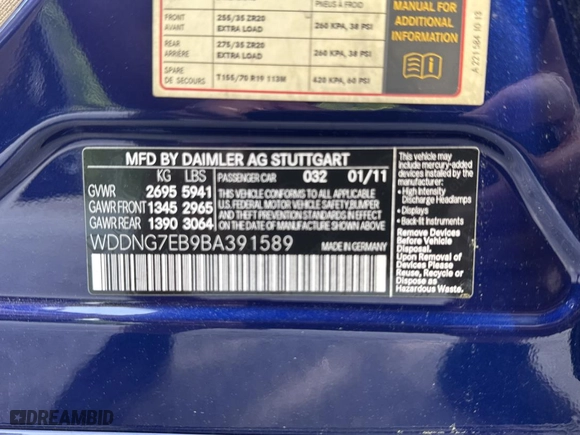 PNEUS À FROID
FRONT 255/35 ZR20 260 KPA, 38 PSI
AVANT EXTRA LOAD
REAR 275/35 ZR20 260 KPA, 38 PSI
ARRIÈRE EXTRA LOAD
SPARE T155/70 R19 113M 420 KPA, 60 PSI
DE SECOURS
MANUAL FOR
ADDITIONAL
INFORMATION
A 221 584 10 13
MFD BY DAIMLER AG STUTTGART
KG LBS PASSENGER CAR 032 01/11
GVWR 2695 5941
GAWR FRONT 1345 2965
GAWR REAR 1390 3064
THIS VEHICLE CONFORMS TO ALL APPLICABLE
U.S. FEDERAL MOTOR VEHICLE SAFETY, BUMPER
AND THEFT PREVENTION STANDARDS IN EFFECT
ON THE DATE OF MANUFACTURE SHOWN ABOVE.
WDDNG7EB9BA391589 MADE IN GERMANY
This vehicle may
include mercury-added
devices installed by the
manufacturer:
• High Intensity
Discharge Headlamps
• Displays
• Back-lit Instruments
Remove Devices
Before Vehicle Disposal.
Upon Removal of
Devices Please
Reuse, Recycle or
Dispose as
Hazardous Waste.
DREAMBID